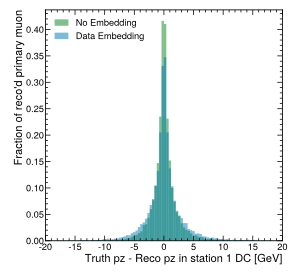 Fraction of reco'd primary muon
0.40
0.35
0.30
0.25
0.20
0.15
0.10
0.05
0.00
No Embedding
Data Embedding
-20 -15 -10 -5 0 5 10 15 20
Truth pz - Reco pz in station 1 DC [GeV]